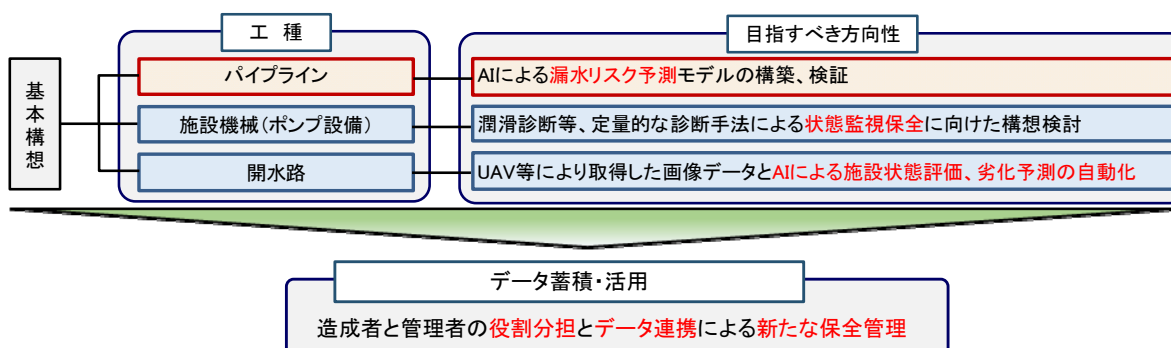 工 種
目指すべき方向性
基本構想
パイプライン
AIによる漏水リスク予測モデルの構築、検証
施設機械(ポンプ設備)
潤滑診断等、定量的な診断手法による状態監視保全に向けた構想検討
開水路
UAV等により取得した画像データとAIによる施設状態評価、劣化予測の自動化
データ蓄積・活用
造成者と管理者の役割分担とデータ連携による新たな保全管理